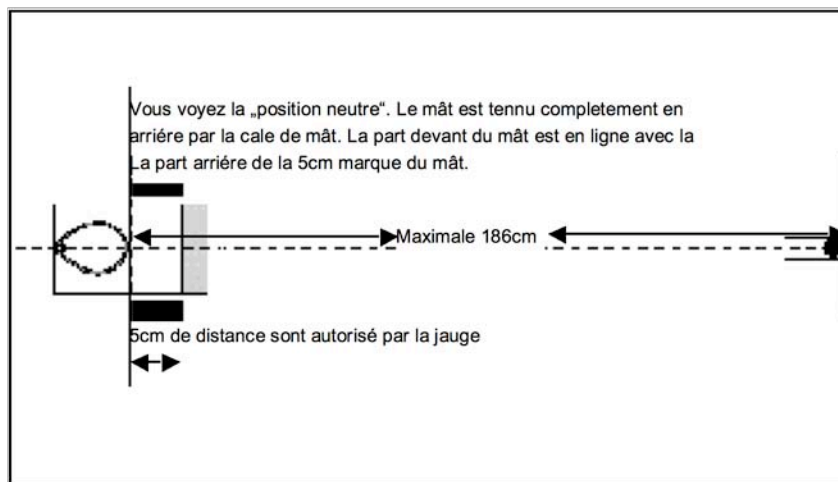 Vous voyez la „position neutre“. Le mât est tennu completement en
arriére par la cale de mât. La part devant du mât est en ligne avec la
La part arriére de la 5cm marque du mât.
Maximale 186cm
5cm de distance sont autorisé par la jauge